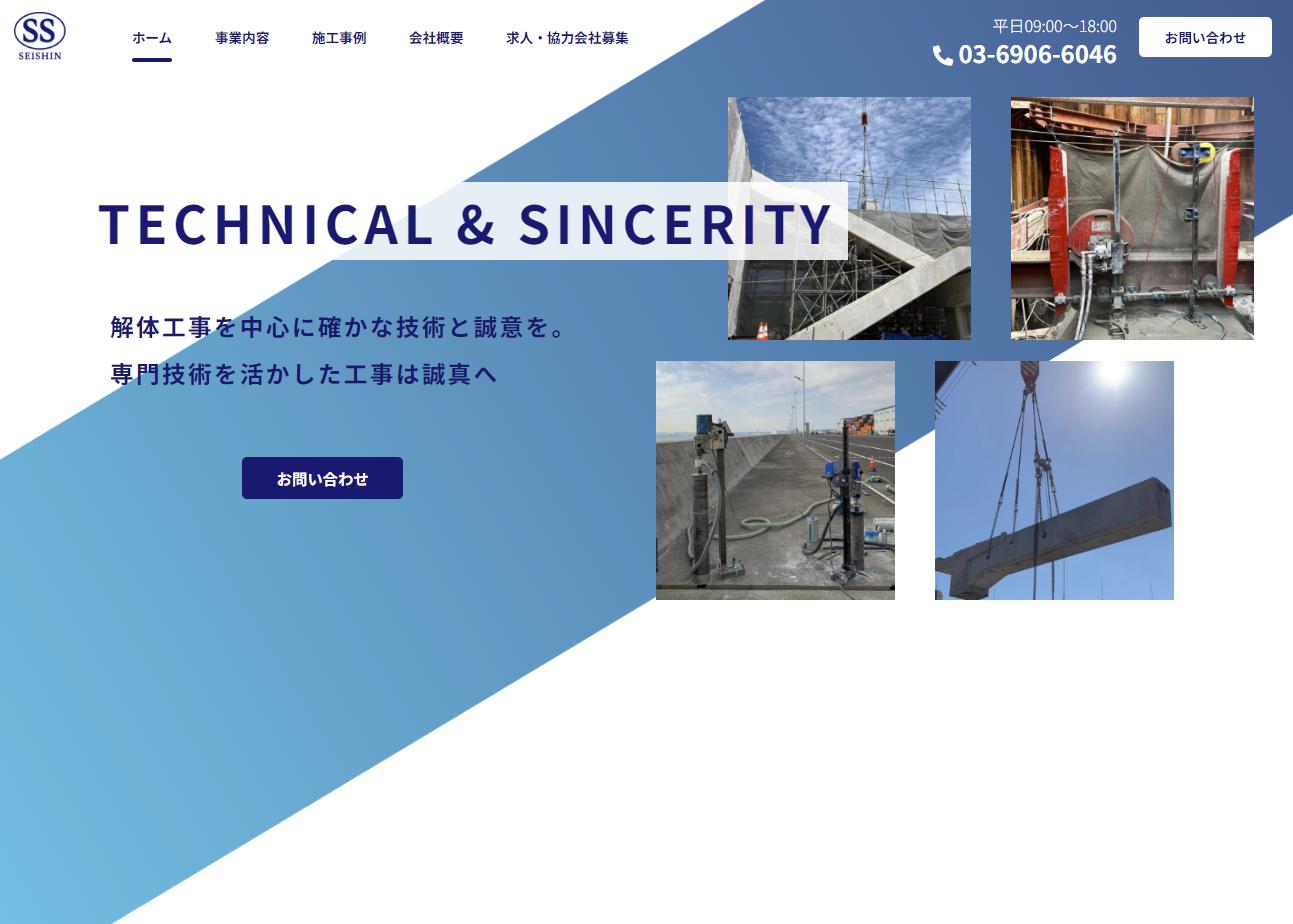 SS
SEISHIN
ホーム
事業内容
施工事例
会社概要
求人・協力会社募集
平日09:00〜18:00
03-6906-6046
お問い合わせ
TECHNICAL & SINCERITY
解体工事を中心に確かな技術と誠意を。
専門技術を活かした工事は誠真へ
お問い合わせ